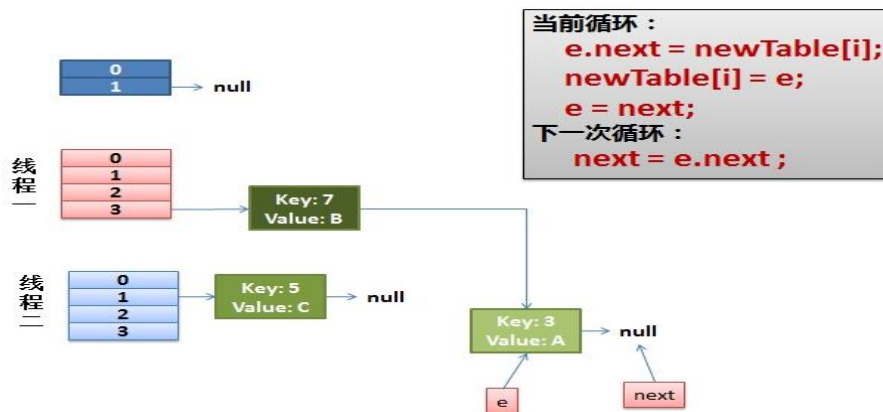 当前循环：
e.next = newTable[i];
newTable[i] = e;
e = next;
下一次循环：
next = e.next ;
0
1
null
线程一
0
1
2
3
Key: 7
Value: B
线程二
0
1
2
3
Key: 5
Value: C
null
Key: 3
Value: A
null
e
next